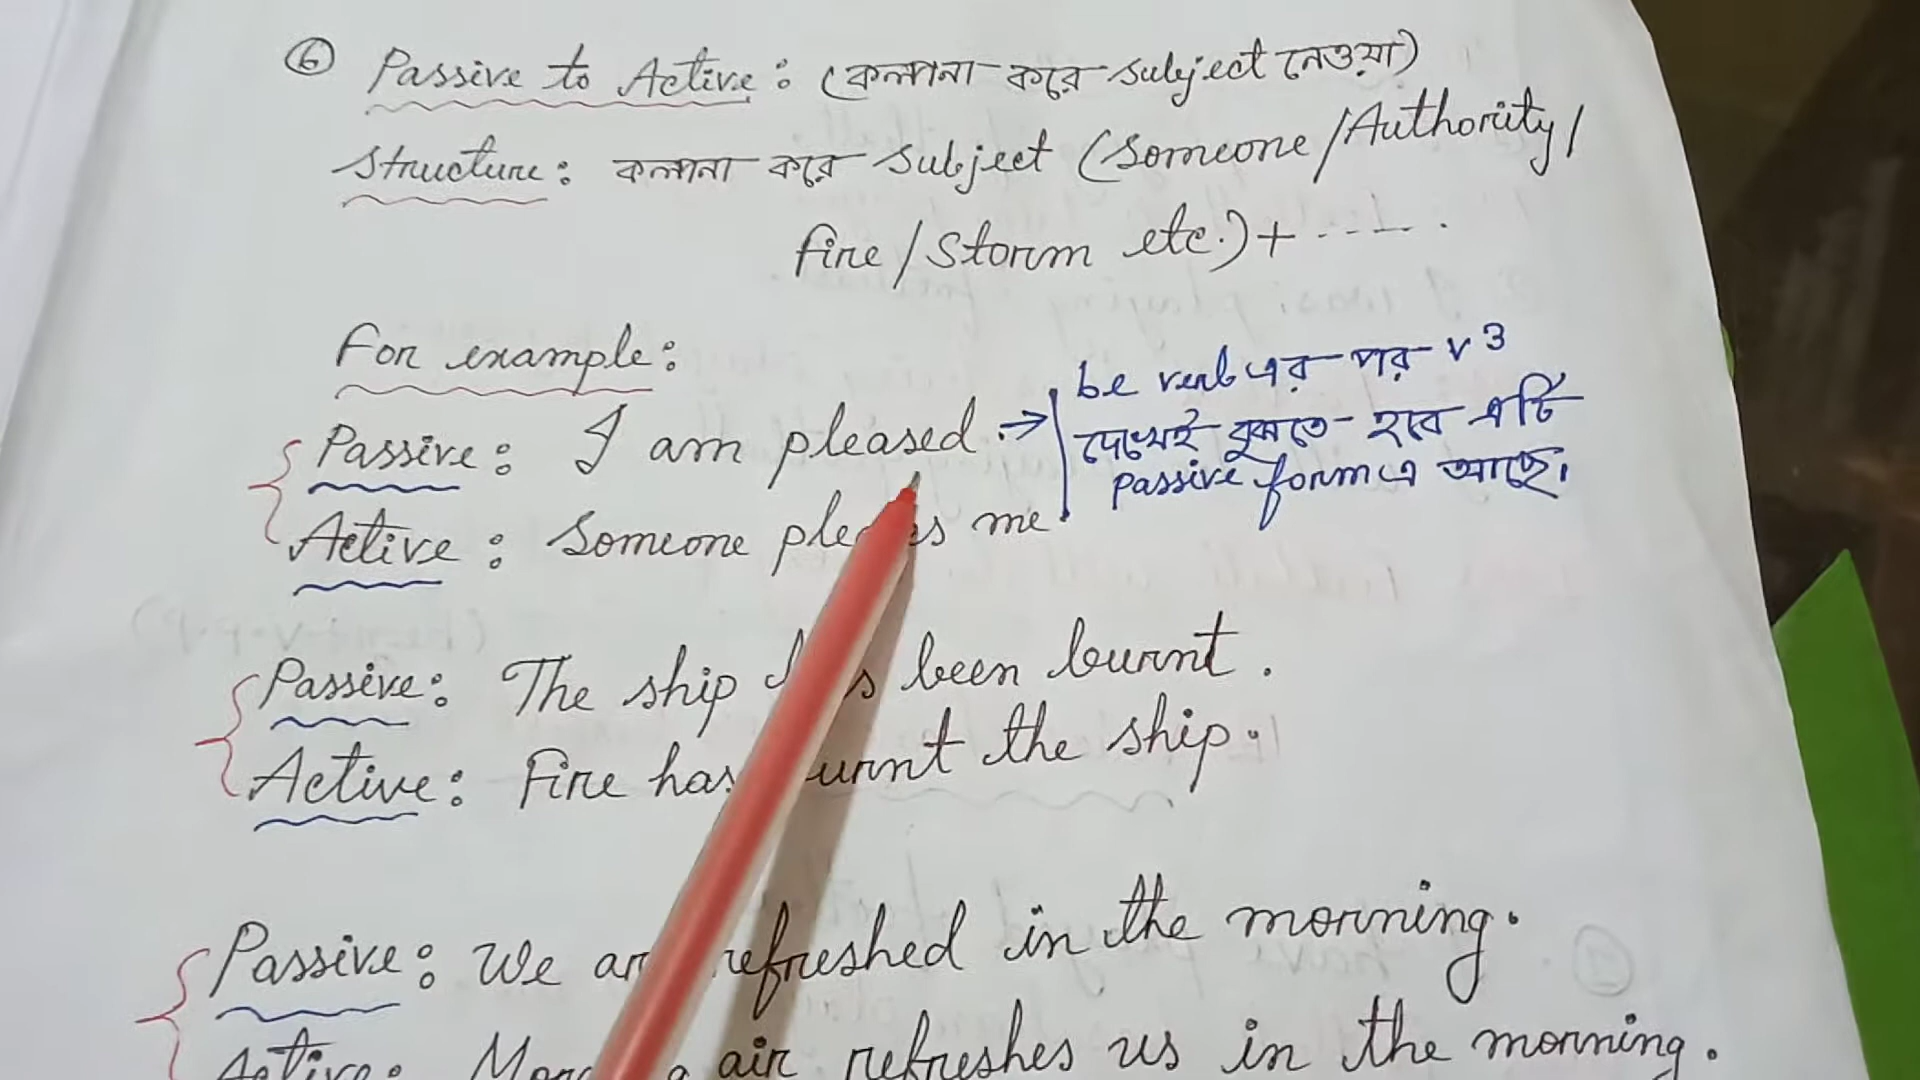 ⑥ Passive to Active: (কল্পনা করে subject নেওয়া)
Structure: কল্পনা করে subject (Someone/Authority/
fire/Storm etc.) + -----.
For example:
Passive: I am pleased. → be verb এর পর v3
দেখেই বুঝতে হবে এটি
passive form এ আছে।
Active: Someone me.
Passive: The ship been burnt.
Active: Fire has the ship.
Passive: We refreshed in the morning.
Active: air refreshes us in the morning.